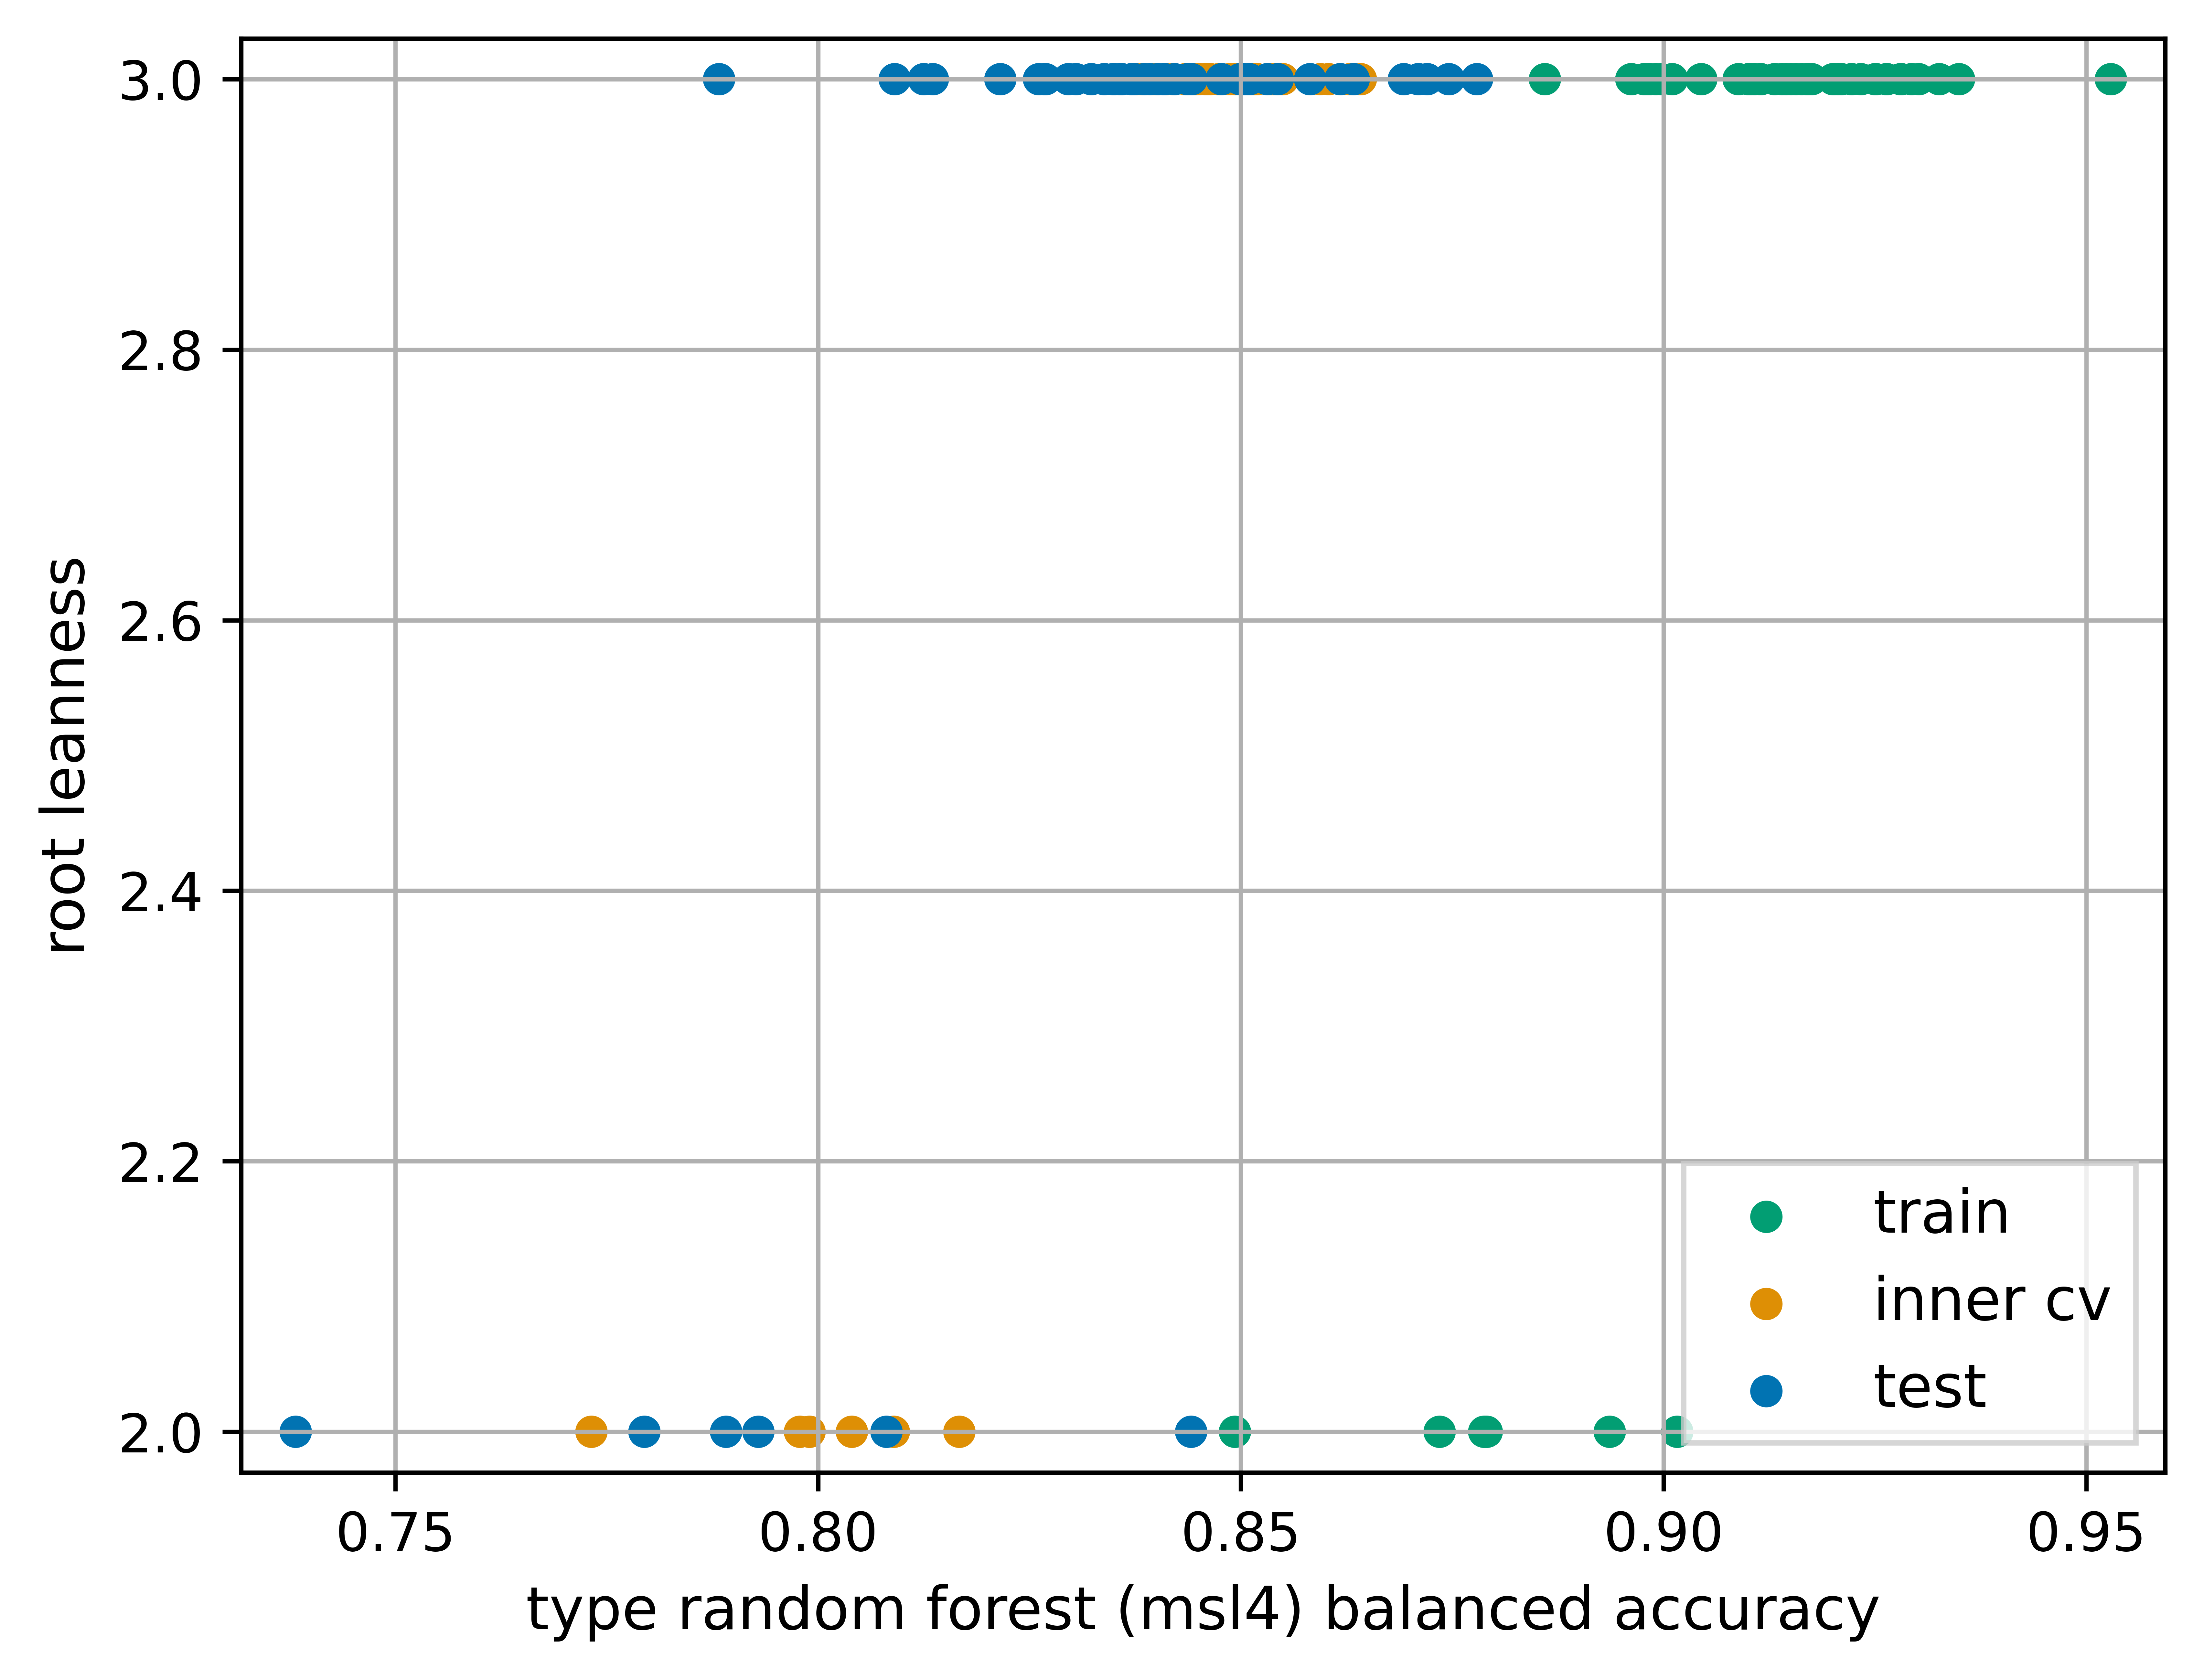 3.0
2.8
2.6
2.4
2.2
2.0
root leanness
train
inner cv
test
0.75 0.80 0.85 0.90 0.95
type random forest (msl4) balanced accuracy